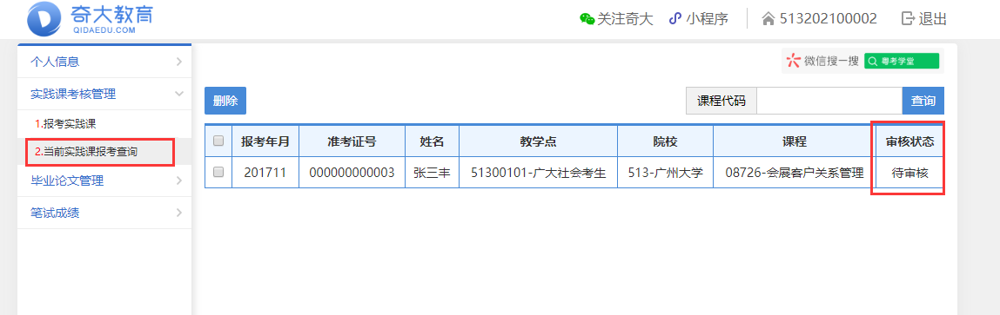 奇大教育
QIDAEDU.COM
关注奇大 小程序 513202100002 退出
个人信息
实践课考核管理
1.报考实践课
2.当前实践课报考查询
毕业论文管理
笔试成绩
微信搜一搜 粤考学堂
删除 课程代码 查询
报考年月 准考证号 姓名 教学点 院校 课程 审核状态
201711 000000000003 张三丰 51300101-广大社会考生 513-广州大学 08726-会展客户关系管理 待审核